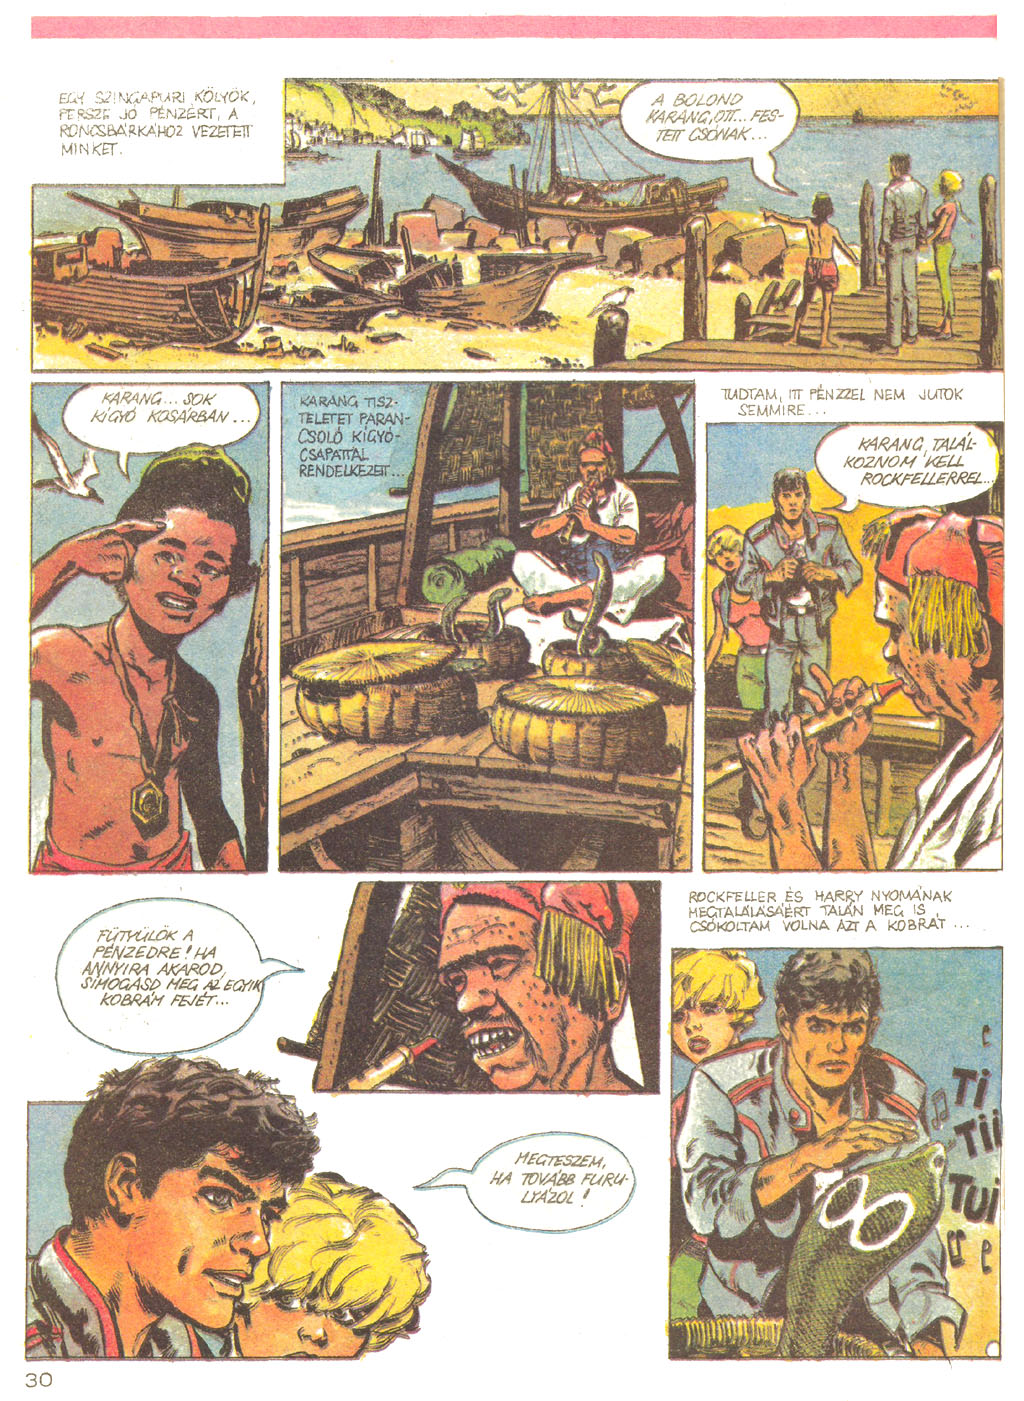 EGY SZINGAPURI KÖLYÖK,
PERSZE JÓ PÉNZÉRT, A
RONCSBÁRKÁHOZ VEZETETT
MINKET.
A BOLOND
KARANG, OTT... FES-
TETT CSÓNAK...
KARANG... SOK
KÍGYÓ KOSÁRBAN...
KARANG TISZ-
TELETET PARAN-
CSOLÓ KÍGYÓ-
CSAPATTAL
RENDELKEZETT...
TUDTAM, ITT PÉNZZEL NEM JUTOK
SEMMIRE...
KARANG, TALÁL-
KOZNOM KELL
ROCKFELLERREL...
FÜTYÜLÖK A
PÉNZEDRE! HA
ANNYIRA AKAROD,
SIMOGASD MEG AZ EGYIK
KOBRÁM FEJÉT...
MEGTESZEM,
HA TOVÁBB FURU-
LYÁZOL!
ROCKFELLER ÉS HARRY NYOMÁNAK
MEGTALÁLÁSÁÉRT TALÁN MEG IS
CSÓKOLTAM VOLNA AZT A KOBRÁT...
e
Ti
e
Tii
TUi
rre
30